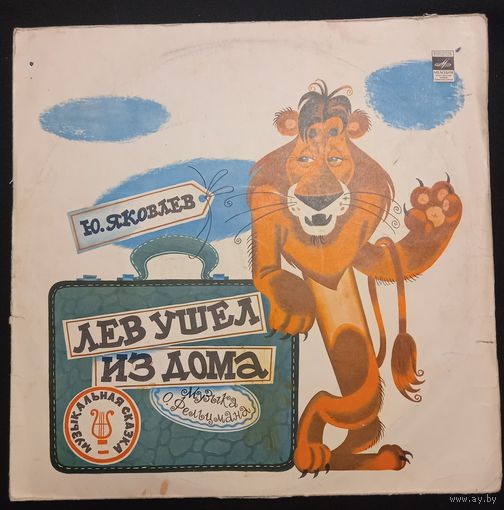 МЕЛОДИЯ
Ю. ЯКОВЛЕВ
ЛЕВ УШЕЛ
ИЗ ДОМА
Музыка
О. Фельцмана
МУЗЫКАЛЬНАЯ СКАЗКА
www.ay.by